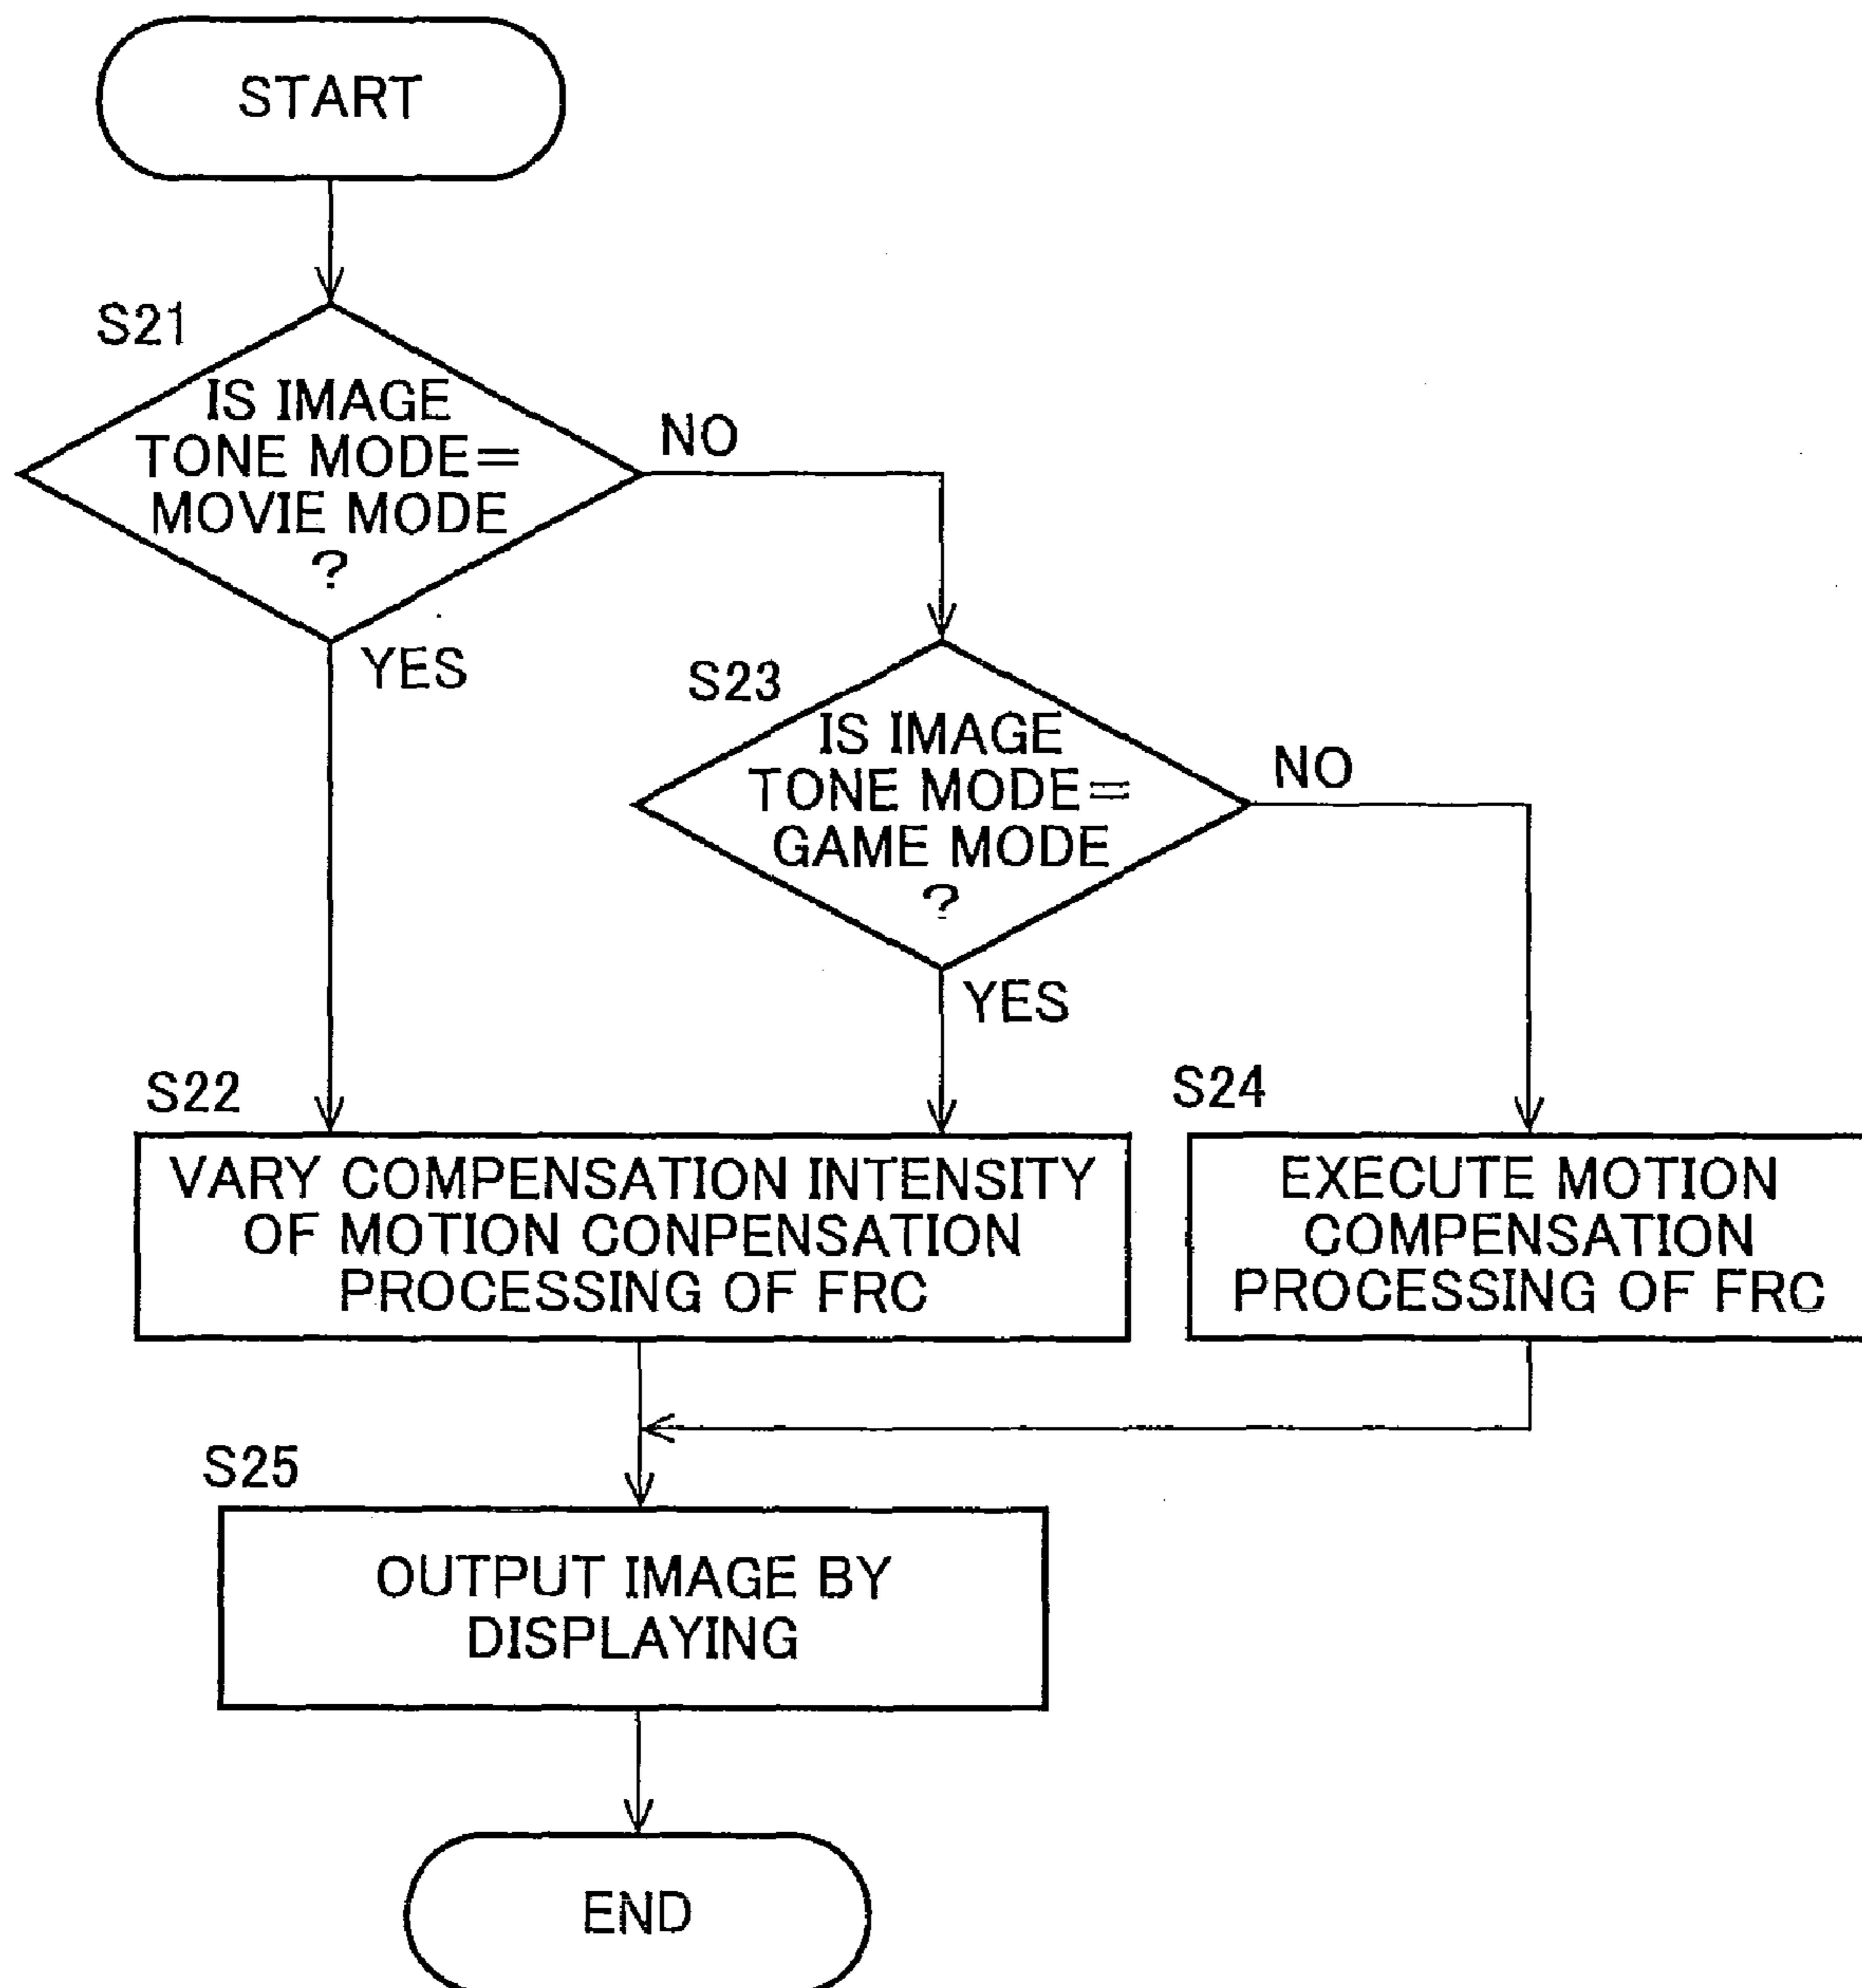 START
S21
IS IMAGE
TONE MODE=
MOVIE MODE
?
NO
YES
S23
IS IMAGE
TONE MODE=
GAME MODE
?
NO
YES
S22
VARY COMPENSATION INTENSITY
OF MOTION CONPENSATION
PROCESSING OF FRC
S24
EXECUTE MOTION
COMPENSATION
PROCESSING OF FRC
S25
OUTPUT IMAGE BY
DISPLAYING
END